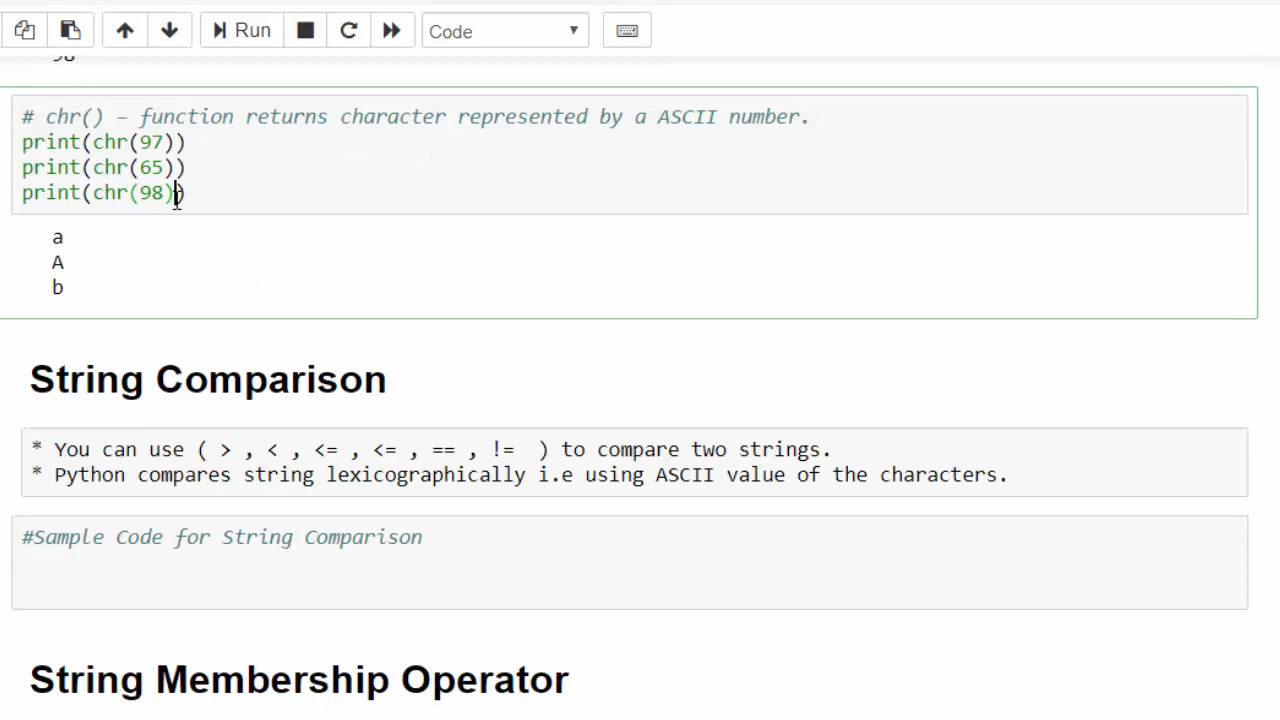 Run
Code
98
# chr() – function returns character represented by a ASCII number.
print(chr(97))
print(chr(65))
print(chr(98))
a
A
b
String Comparison
* You can use ( > , < , <= , <= , == , !=  ) to compare two strings.
* Python compares string lexicographically i.e using ASCII value of the characters.
#Sample Code for String Comparison
String Membership Operator